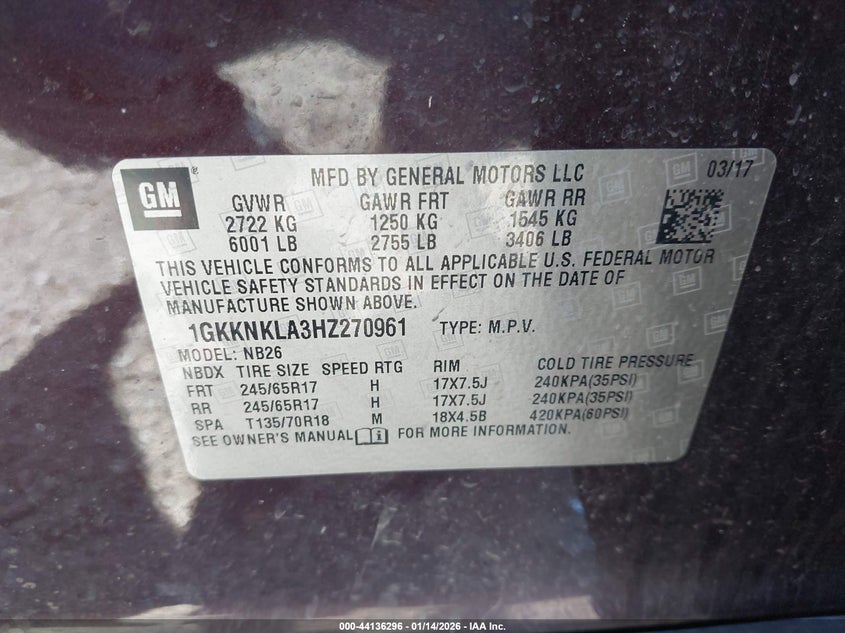 GM
MFD BY GENERAL MOTORS LLC 03/17
GVWR GAWR FRT GAWR RR
2722 KG 1250 KG 1545 KG
6001 LB 2755 LB 3406 LB
THIS VEHICLE CONFORMS TO ALL APPLICABLE U.S. FEDERAL MOTOR
VEHICLE SAFETY STANDARDS IN EFFECT ON THE DATE OF
MANUFACTURE SHOWN ABOVE.
1GKKNKLA3HZ270961 TYPE: M.P.V.
MODEL: NB26
NBDX TIRE SIZE SPEED RTG RIM COLD TIRE PRESSURE
FRT 245/65R17 H 17X7.5J 240KPA(35PSI)
RR 245/65R17 H 17X7.5J 240KPA(35PSI)
SPA T135/70R18 M 18X4.5B 420KPA(60PSI)
SEE OWNER'S MANUAL FOR MORE INFORMATION.
000-44136296 - 01/14/2026 - IAA Inc.